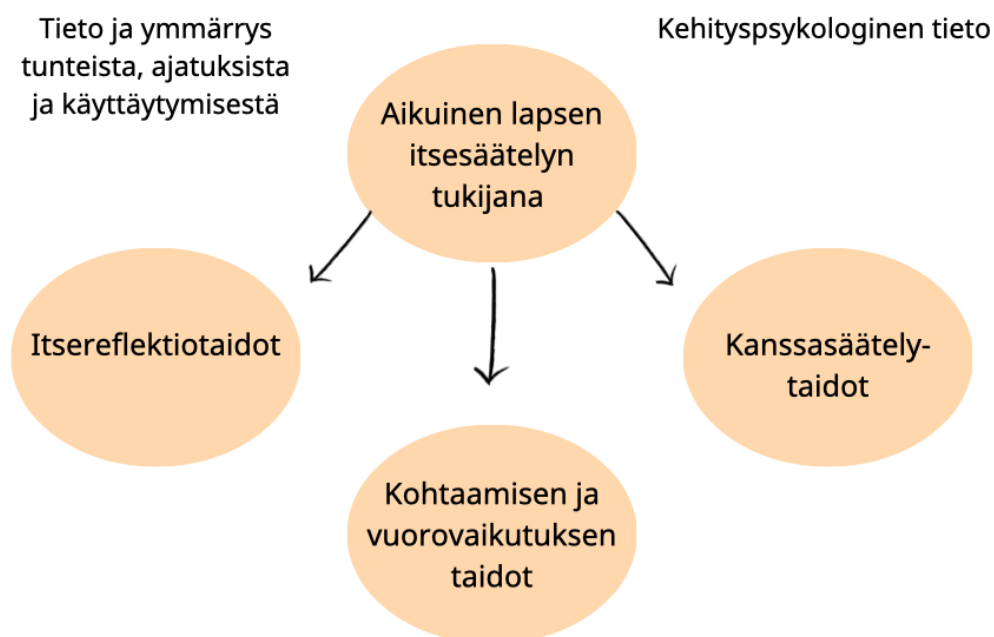 Tieto ja ymmärrys
tunteista, ajatuksista
ja käyttäytymisestä
Kehityspsykologinen tieto
Aikuinen lapsen
itsesäätelyn
tukijana
Itsereflektiotaidot
Kanssasäätely-
taidot
Kohtaamisen ja
vuorovaikutuksen
taidot